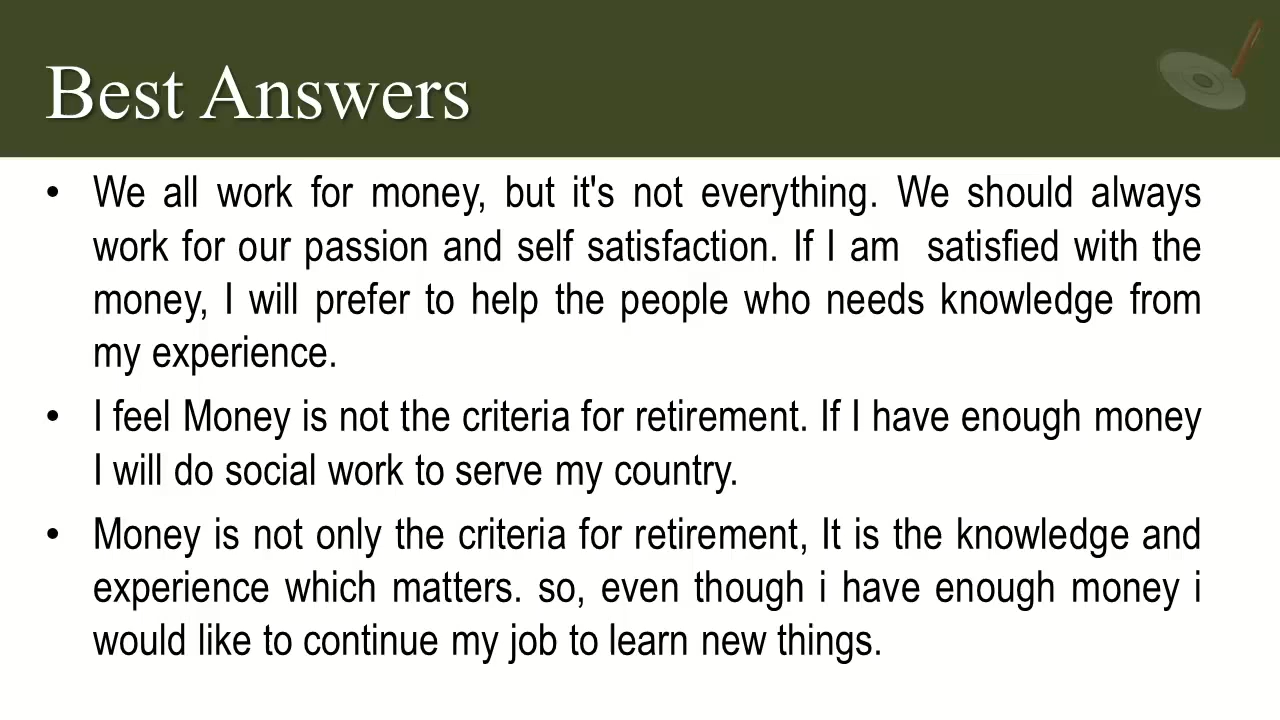 Best Answers
• We all work for money, but it's not everything. We should always
work for our passion and self satisfaction. If I am  satisfied with the
money, I will prefer to help the people who needs knowledge from
my experience.
• I feel Money is not the criteria for retirement. If I have enough money
I will do social work to serve my country.
• Money is not only the criteria for retirement, It is the knowledge and
experience which matters. so, even though i have enough money i
would like to continue my job to learn new things.